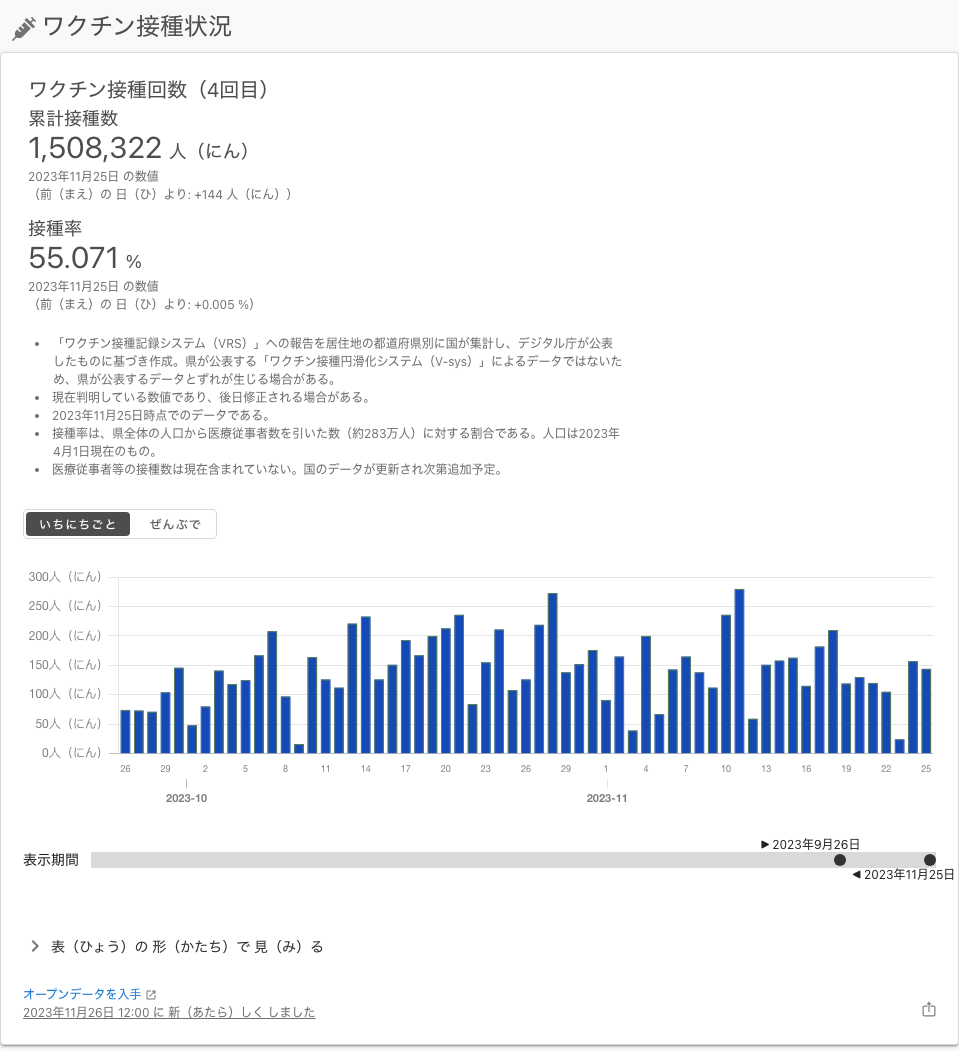 ワクチン接種状況
ワクチン接種回数（4回目）
累計接種数
1,508,322 人（にん）
2023年11月25日 の数値
（前（まえ）の 日（ひ）より: +144 人（にん））
接種率
55.071 %
2023年11月25日 の数値
（前（まえ）の 日（ひ）より: +0.005 %）
• 「ワクチン接種記録システム（VRS）」への報告を居住地の都道府県別に国が集計し、デジタル庁が公表
したものに基づき作成。県が公表する「ワクチン接種円滑化システム（V-sys）」によるデータではないた
め、県が公表するデータとずれが生じる場合がある。
• 現在判明している数値であり、後日修正される場合がある。
• 2023年11月25日時点でのデータである。
• 接種率は、県全体の人口から医療従事者数を引いた数（約283万人）に対する割合である。人口は2023年
4月1日現在のもの。
• 医療従事者等の接種数は現在含まれていない。国のデータが更新され次第追加予定。
いちにちごと ぜんぶで
300人（にん）
250人（にん）
200人（にん）
150人（にん）
100人（にん）
50人（にん）
0人（にん）
26 29 2 5 8 11 14 17 20 23 26 29 1 4 7 10 13 16 19 22 25
2023-10 2023-11
▶ 2023年9月26日
表示期間
◀ 2023年11月25日
表（ひょう）の 形（かたち）で 見（み）る
オープンデータを入手
2023年11月26日 12:00 に 新（あたら）しく しました